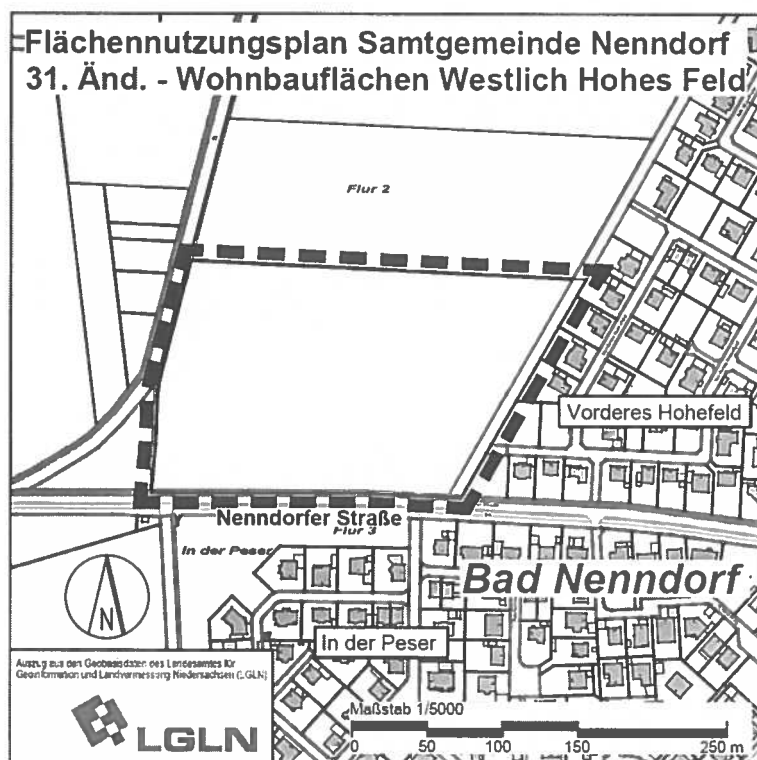 Flächennutzungsplan Samtgemeinde Nenndorf
31. Änd. - Wohnbauflächen Westlich Hohes Feld
Flur 2
Vorderes Hohefeld
Nenndorfer Straße
Flur 3
In der Peser
Bad Nenndorf
N
In der Peser
Auszug aus den Geobasisdaten des Landesamtes für
Geoinformation und Landvermessung Niedersachsen (LGLN)
LGLN
Maßstab 1/5000
0 50 100 150 250 m